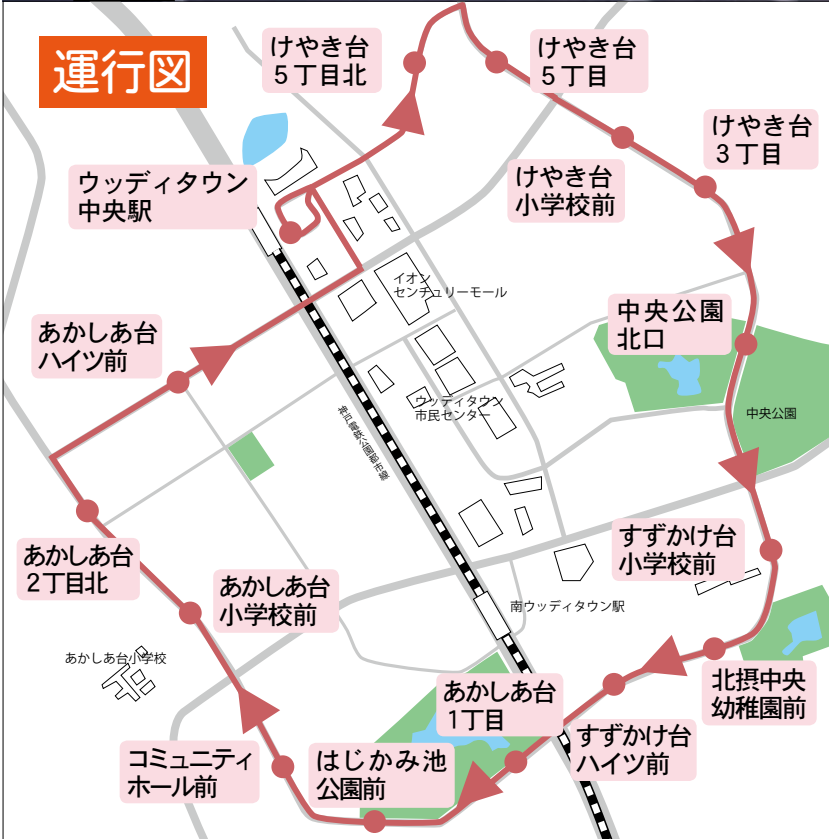 運行図
けやき台
5丁目北
けやき台
5丁目
けやき台
3丁目
けやき台
小学校前
ウッディタウン
中央駅
イオン
センチュリーモール
中央公園
北口
あかしあ台
ハイツ前
ウッディタウン
市民センター
中央公園
神戸電鉄公園都市線
すずかけ台
小学校前
あかしあ台
2丁目北
あかしあ台
小学校前
南ウッディタウン駅
あかしあ台小学校
北摂中央
幼稚園前
あかしあ台
1丁目
すずかけ台
ハイツ前
コミュニティ
ホール前
はじかみ池
公園前